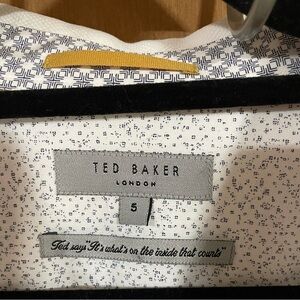 TED BAKER
LONDON
5
Ted says "It's what's on the inside that counts"